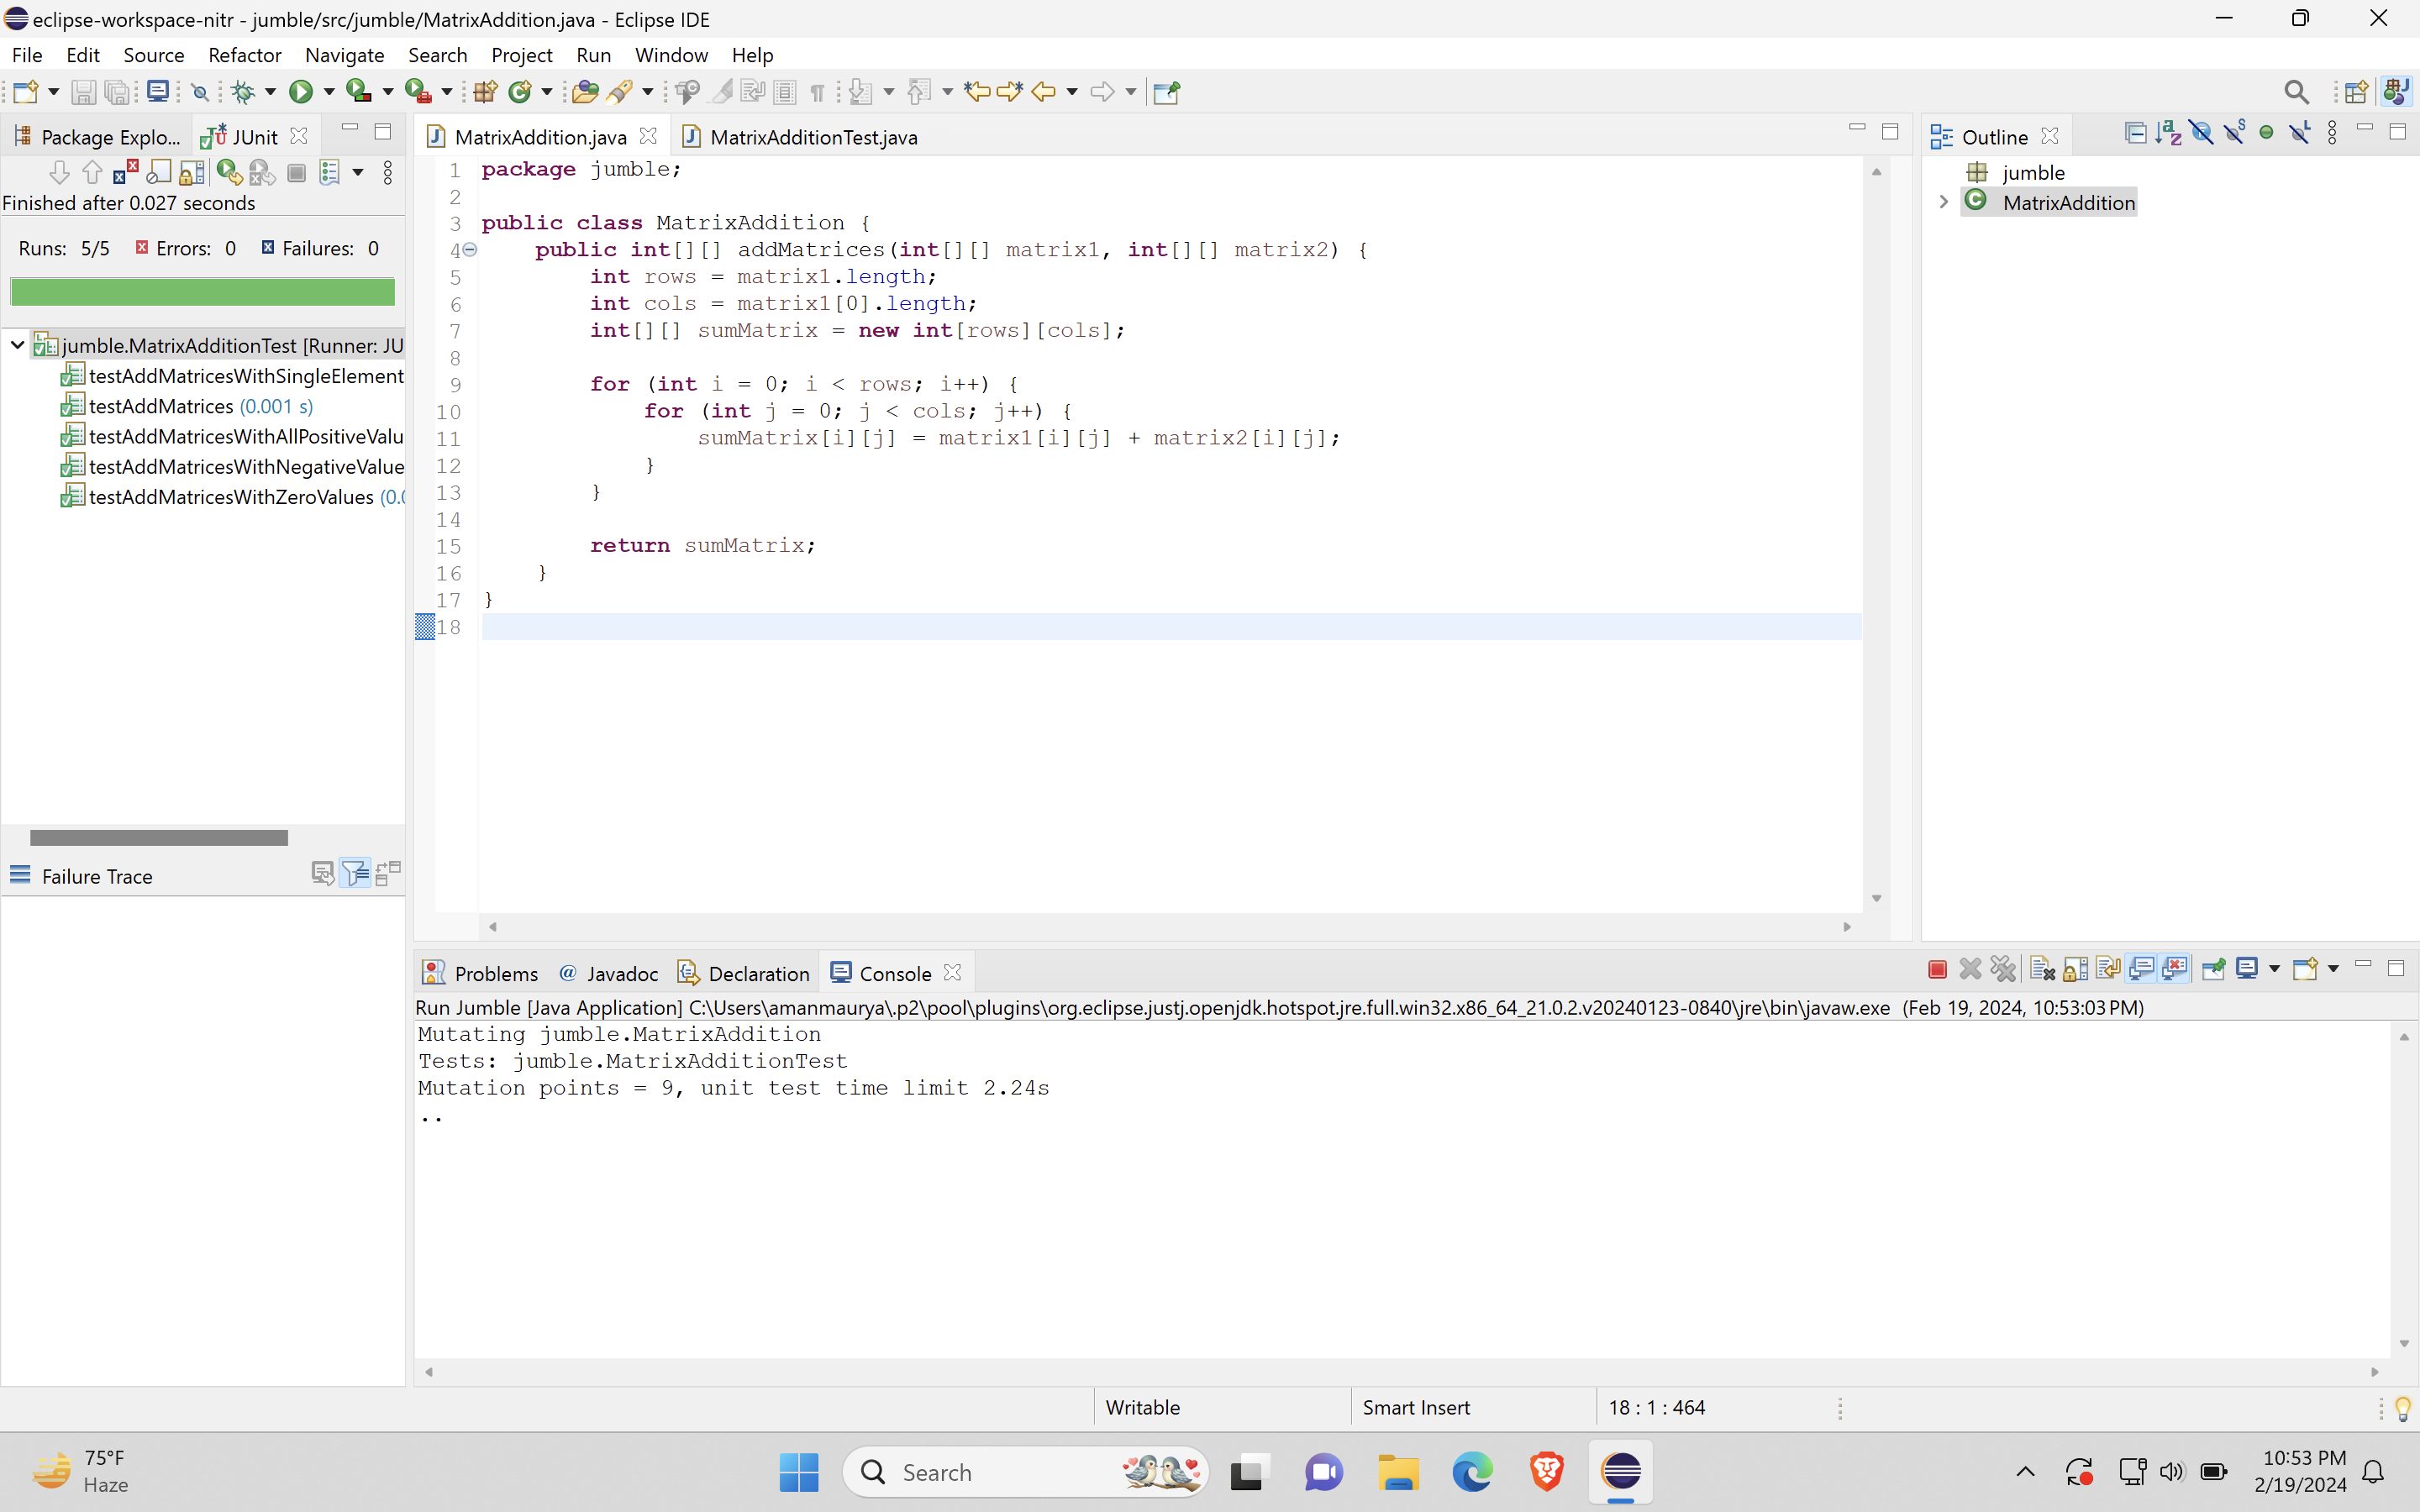 eclipse-workspace-nitr - jumble/src/jumble/MatrixAddition.java - Eclipse IDE
File Edit Source Refactor Navigate Search Project Run Window Help
Package Explo... JUnit
Finished after 0.027 seconds
Runs: 5/5 Errors: 0 Failures: 0
jumble.MatrixAdditionTest [Runner: JU
testAddMatricesWithSingleElement
testAddMatrices (0.001 s)
testAddMatricesWithAllPositiveValu
testAddMatricesWithNegativeValue
testAddMatricesWithZeroValues (0.0
Failure Trace
MatrixAddition.java MatrixAdditionTest.java
1 package jumble;
2
3 public class MatrixAddition {
4 public int[][] addMatrices(int[][] matrix1, int[][] matrix2) {
5 int rows = matrix1.length;
6 int cols = matrix1[0].length;
7 int[][] sumMatrix = new int[rows][cols];
8
9 for (int i = 0; i < rows; i++) {
10 for (int j = 0; j < cols; j++) {
11 sumMatrix[i][j] = matrix1[i][j] + matrix2[i][j];
12 }
13 }
14
15 return sumMatrix;
16 }
17 }
18
Outline
jumble
MatrixAddition
Problems Javadoc Declaration Console
Run Jumble [Java Application] C:\Users\amanmaurya\.p2\pool\plugins\org.eclipse.justj.openjdk.hotspot.jre.full.win32.x86_64_21.0.2.v20240123-0840\jre\bin\javaw.exe (Feb 19, 2024, 10:53:03 PM)
Mutating jumble.MatrixAddition
Tests: jumble.MatrixAdditionTest
Mutation points = 9, unit test time limit 2.24s
..
Writable Smart Insert 18 : 1 : 464
75°F
Haze
Search
10:53 PM
2/19/2024